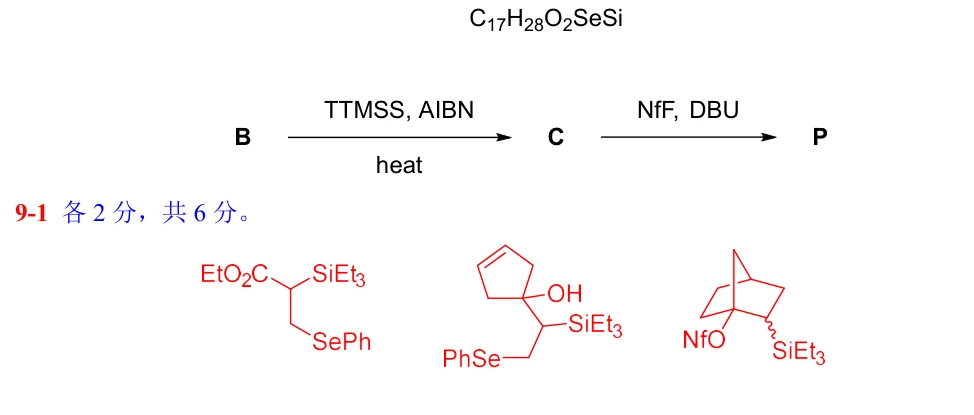 C17H28O2SeSi
TTMSS, AIBN
NfF, DBU
B
C
P
heat
9-1 各 2 分，共 6 分。
EtO2C
SiEt3
SePh
OH
SiEt3
PhSe
NfO
SiEt3